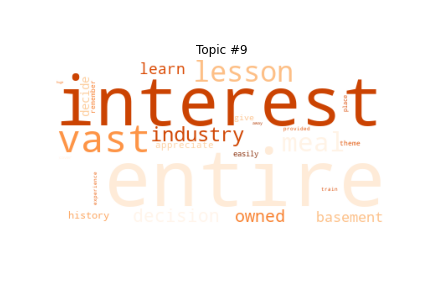 Topic #9
learn
lesson
decide
remember
interest
place
give
vast
industry
provided
appreciate
meal
theme
easily
entire
experience
train
history
decision
owned
basement